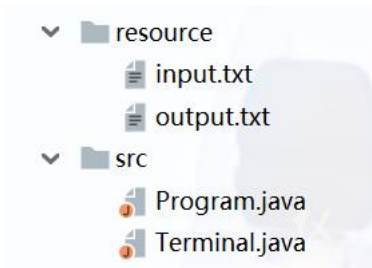 resource
input.txt
output.txt
src
Program.java
Terminal.java